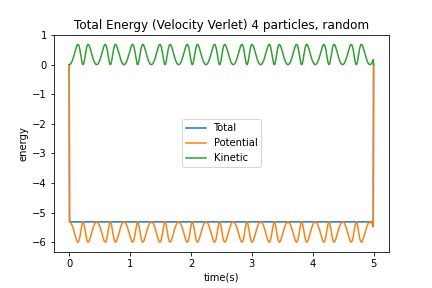 Total Energy (Velocity Verlet) 4 particles, random
1
0
−1
−2
−3
−4
−5
−6
energy
Total
Potential
Kinetic
0
1
2
3
4
5
time(s)